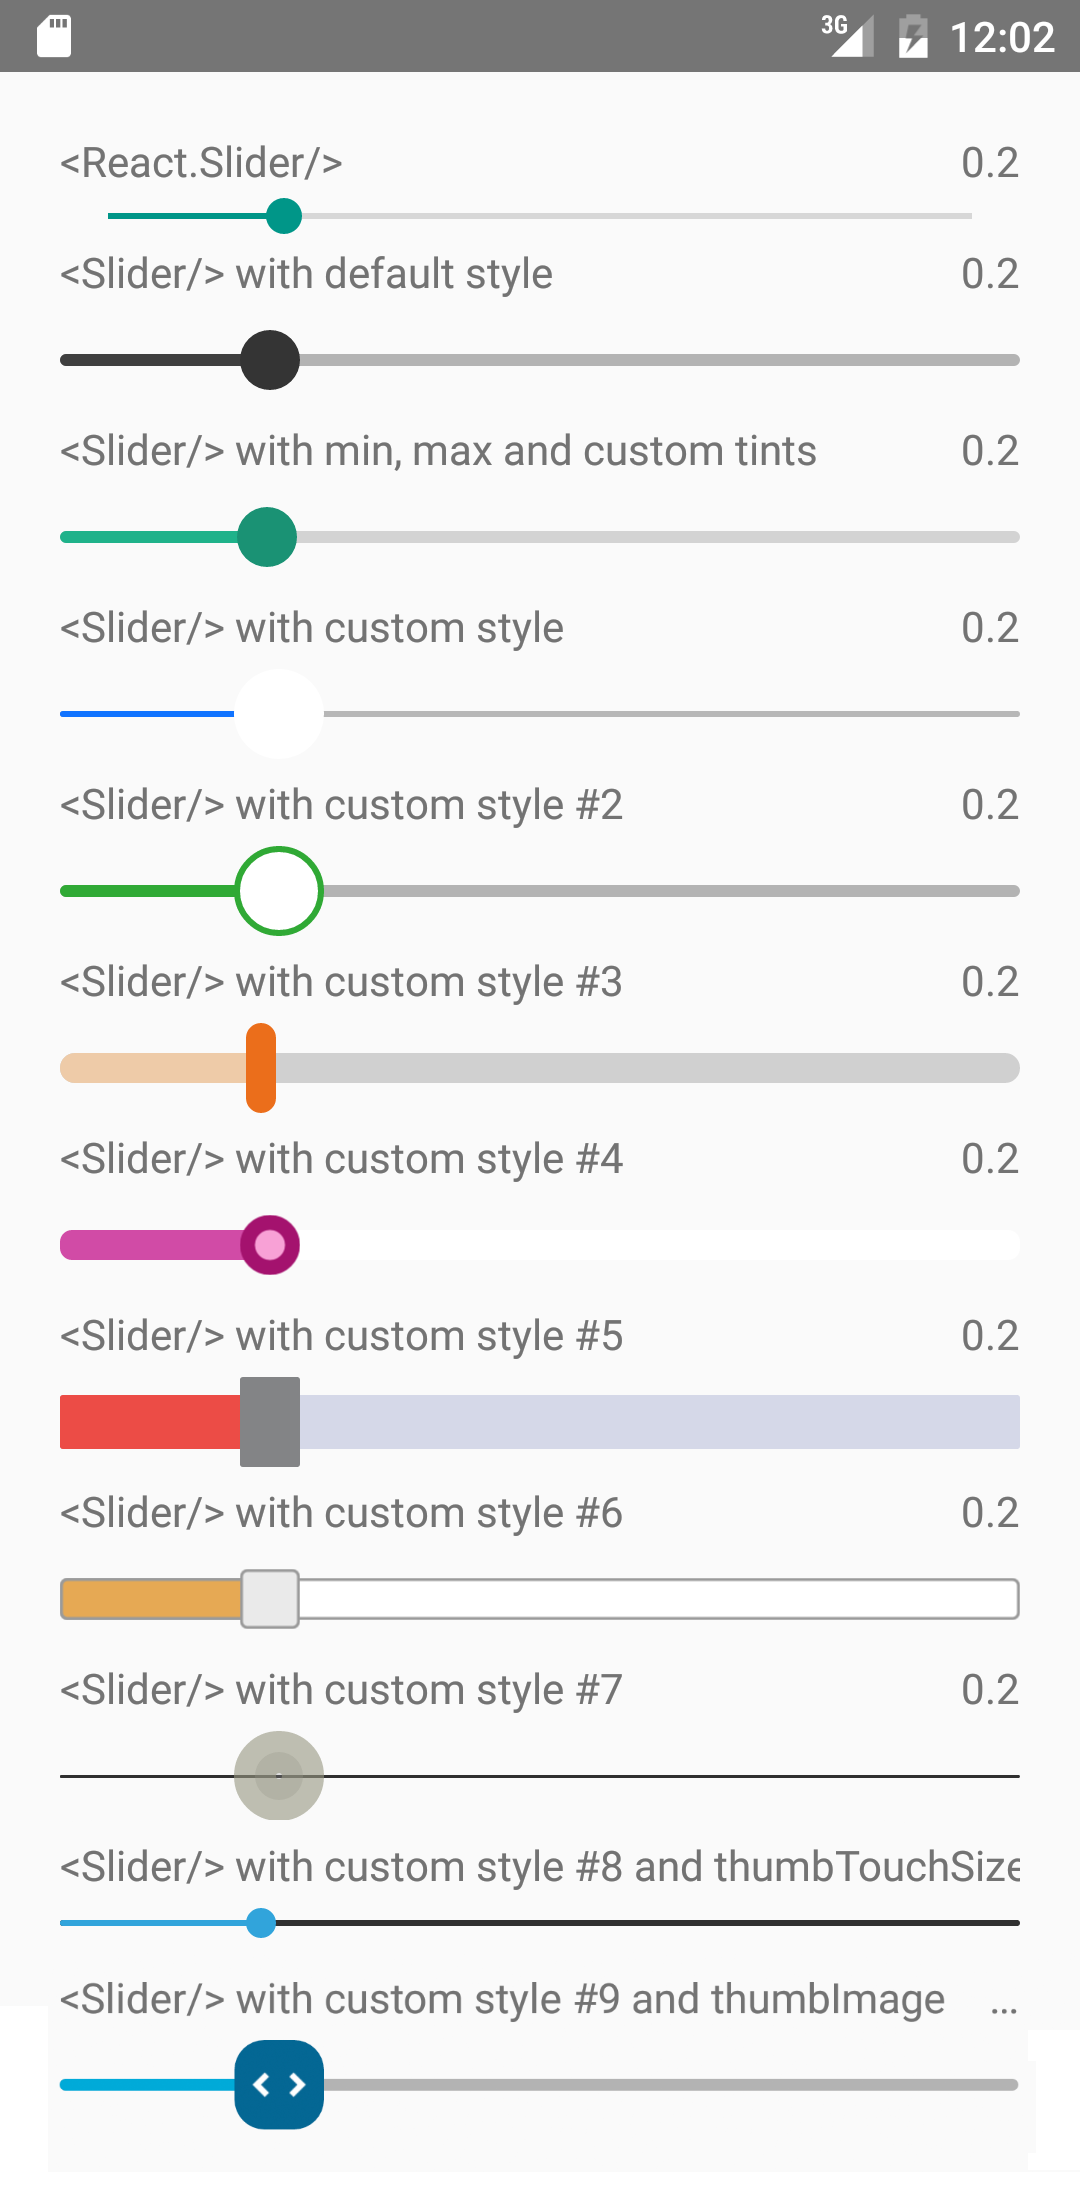 3G 12:02
<React.Slider/> 0.2
<Slider/> with default style 0.2
<Slider/> with min, max and custom tints 0.2
<Slider/> with custom style 0.2
<Slider/> with custom style #2 0.2
<Slider/> with custom style #3 0.2
<Slider/> with custom style #4 0.2
<Slider/> with custom style #5 0.2
<Slider/> with custom style #6 0.2
<Slider/> with custom style #7 0.2
<Slider/> with custom style #8 and thumbTouchSize
<Slider/> with custom style #9 and thumbImage ...